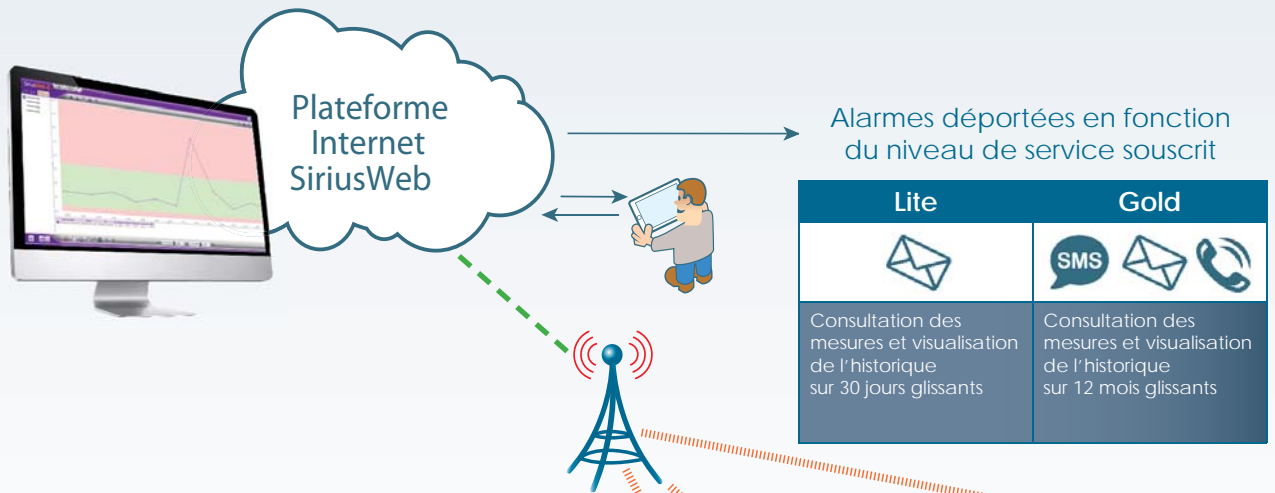 Plateforme
Internet
SiriusWeb
Alarmes déportées en fonction
du niveau de service souscrit
Lite
Gold
SMS
Consultation des
mesures et visualisation
de l'historique
sur 30 jours glissants
Consultation des
mesures et visualisation
de l'historique
sur 12 mois glissants